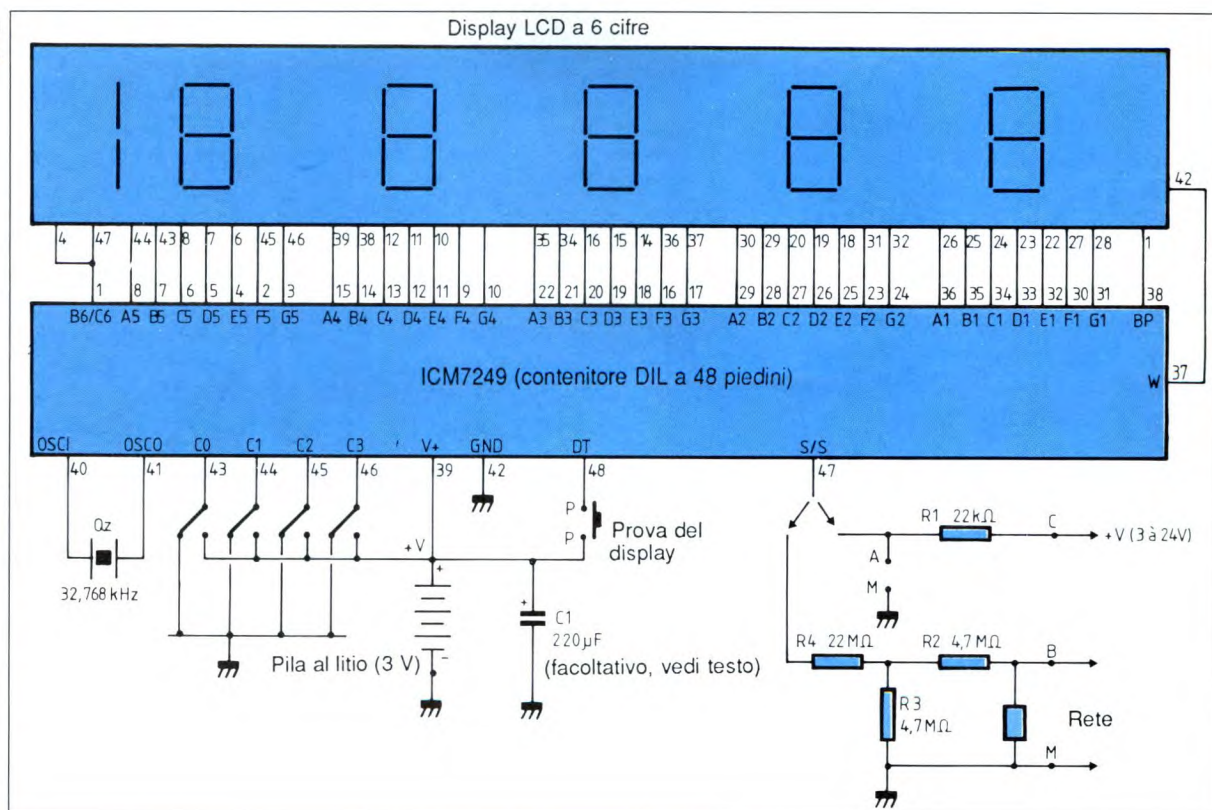 Display LCD a 6 cifre
42
4 47 44 43 8 7 6 45 46 39 38 12 11 10 35 34 16 15 14 36 37 30 29 20 19 18 31 32 26 25 24 23 22 27 28 1
1 8 7 6 5 4 2 3 15 14 13 12 11 9 10 22 21 20 19 18 16 17 29 28 27 26 25 23 24 36 35 34 33 32 30 31 38
B6/C6 A5 B5 C5 D5 E5 F5 G5 A4 B4 C4 D4 E4 F4 G4 A3 B3 C3 D3 E3 F3 G3 A2 B2 C2 D2 E2 F2 G2 A1 B1 C1 D1 E1 F1 G1 BP
ICM7249 (contenitore DIL a 48 piedini)
W 37
OSCI OSCO C0 C1 C2 C3 V+ GND DT S/S
40 41 43 44 45 46 39 42 48 47
Qz
32,768 kHz
+V
+
Pila al litio (3 V)
-
P
P
Prova del
display
+
C1
220µF
(facoltativo, vedi testo)
R1 22kΩ
C
+V (3 à 24V)
A
M
R4 22MΩ
R2 4,7MΩ
B
R3
4,7MΩ
Rete
M